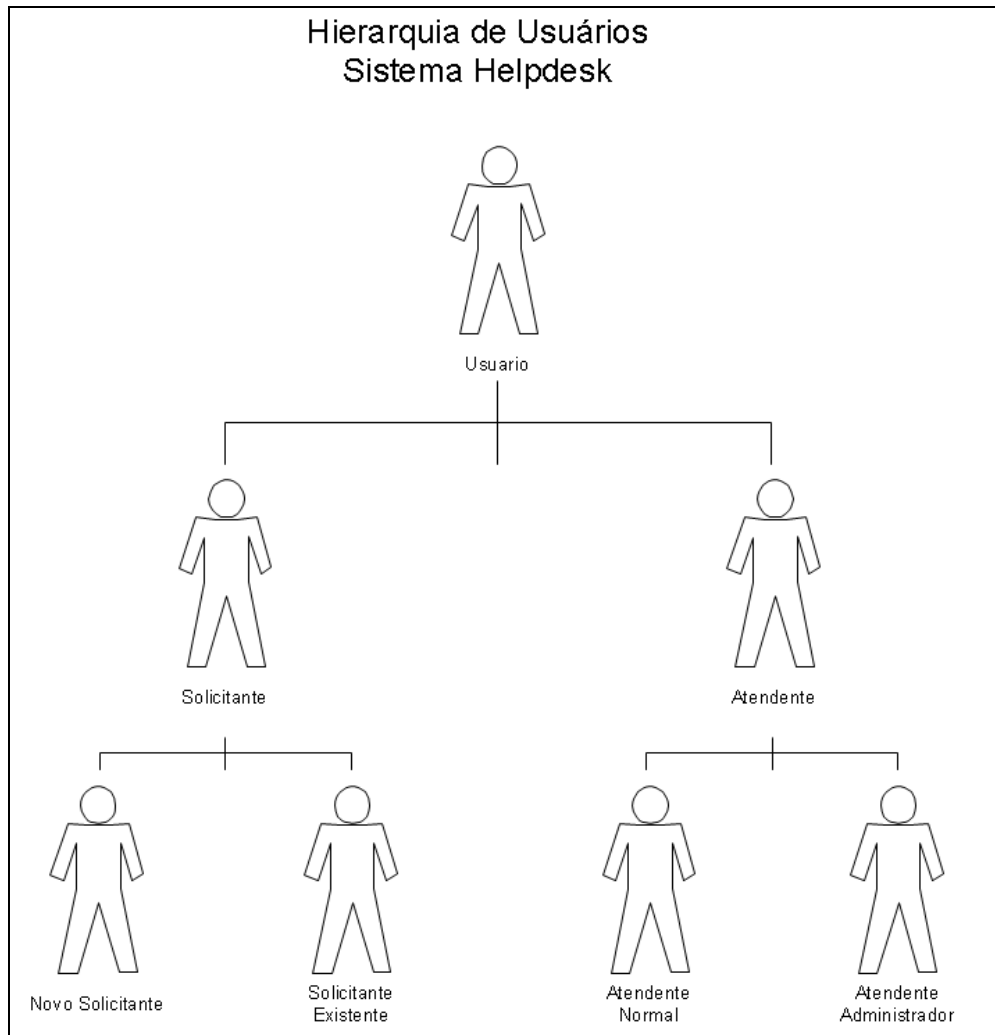 Hierarquia de Usuários
Sistema Helpdesk
Usuario
Solicitante
Atendente
Novo Solicitante
Solicitante
Existente
Atendente
Normal
Atendente
Administrador